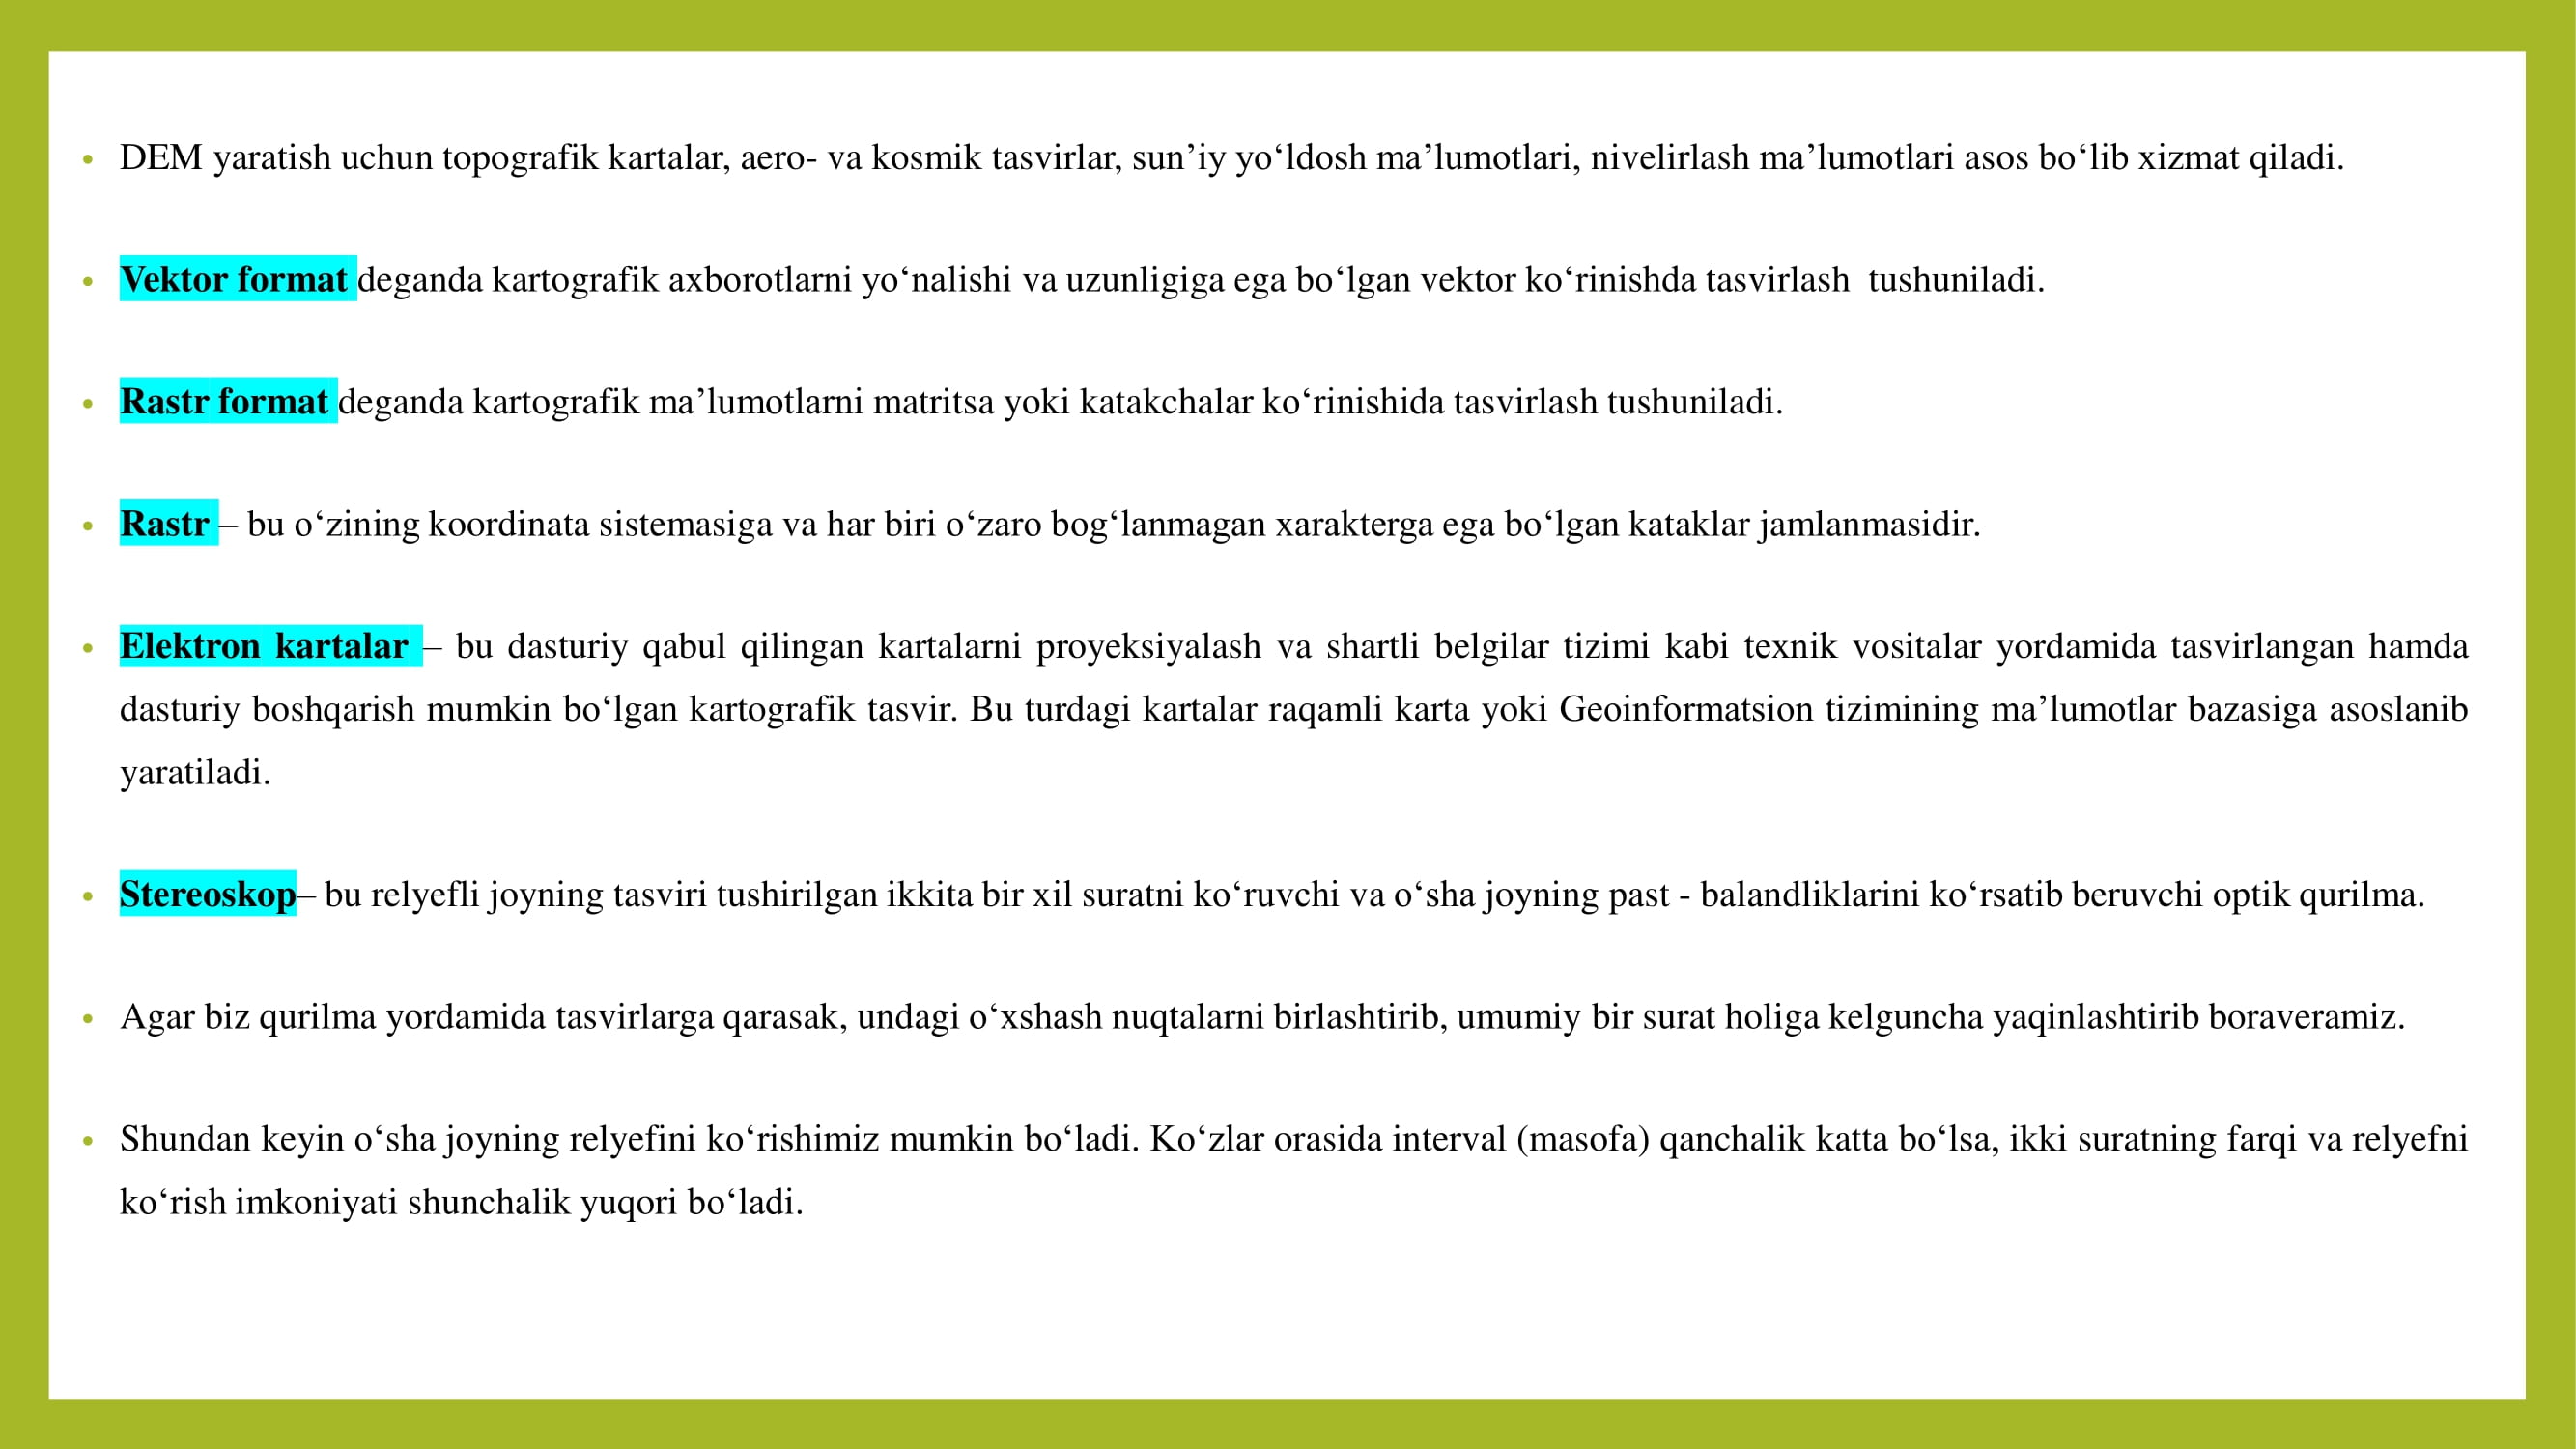 • DEM yaratish uchun topografik kartalar, aero- va kosmik tasvirlar, sun’iy yo‘ldosh ma’lumotlari, nivelirlash ma’lumotlari asos bo‘lib xizmat qiladi.
• Vektor format deganda kartografik axborotlarni yo‘nalishi va uzunligiga ega bo‘lgan vektor ko‘rinishda tasvirlash  tushuniladi.
• Rastr format deganda kartografik ma’lumotlarni matritsa yoki katakchalar ko‘rinishida tasvirlash tushuniladi.
• Rastr – bu o‘zining koordinata sistemasiga va har biri o‘zaro bog‘lanmagan xarakterga ega bo‘lgan kataklar jamlanmasidir.
• Elektron kartalar – bu dasturiy qabul qilingan kartalarni proyeksiyalash va shartli belgilar tizimi kabi texnik vositalar yordamida tasvirlangan hamda
dasturiy boshqarish mumkin bo‘lgan kartografik tasvir. Bu turdagi kartalar raqamli karta yoki Geoinformatsion tizimining ma’lumotlar bazasiga asoslanib
yaratiladi.
• Stereoskop– bu relyefli joyning tasviri tushirilgan ikkita bir xil suratni ko‘ruvchi va o‘sha joyning past - balandliklarini ko‘rsatib beruvchi optik qurilma.
• Agar biz qurilma yordamida tasvirlarga qarasak, undagi o‘xshash nuqtalarni birlashtirib, umumiy bir surat holiga kelguncha yaqinlashtirib boraveramiz.
• Shundan keyin o‘sha joyning relyefini ko‘rishimiz mumkin bo‘ladi. Ko‘zlar orasida interval (masofa) qanchalik katta bo‘lsa, ikki suratning farqi va relyefni
ko‘rish imkoniyati shunchalik yuqori bo‘ladi.